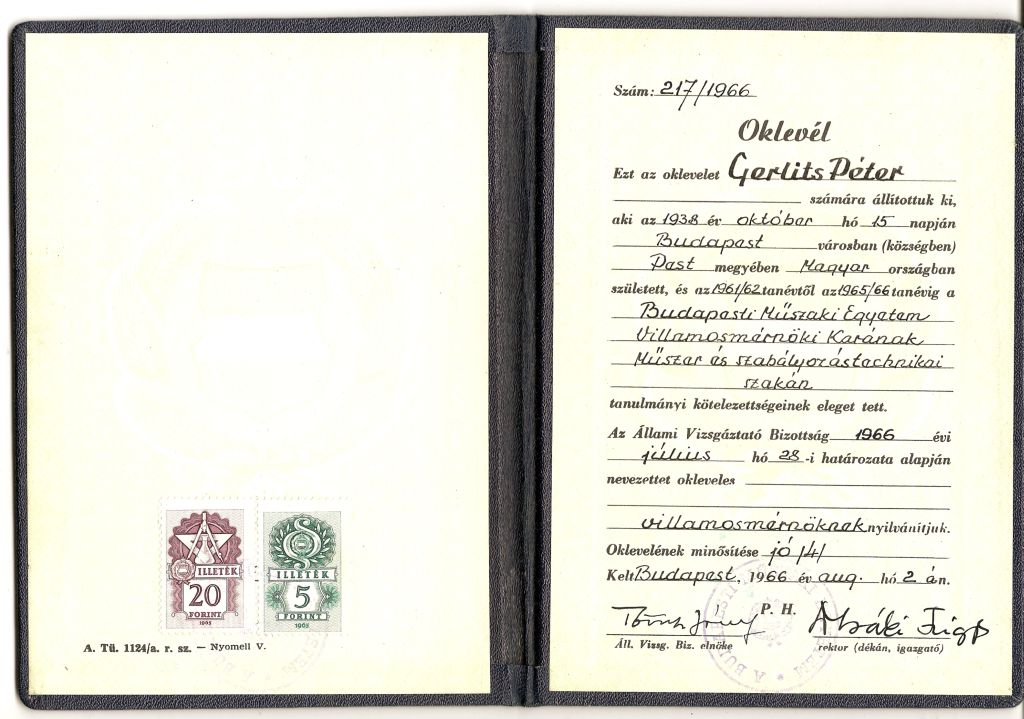 ILLETÉK
20
FORINT
1965
ILLETÉK
5
FORINT
1965
A. Tü. 1124/a. r. sz. — Nyomell V.
Szám: 217/1966
Oklevél
Ezt az oklevelet Gerlits Péter
számára állítottuk ki,
aki az 1938 év október hó 15 napján
Budapest városban (községben)
Pest megyében Magyar országban
született, és az 1961/62 tanévtől az 1965/66 tanévig a
Budapesti Műszaki Egyetem
Villamosmérnöki Karának
Műszer és szabályozástechnikai
szakán
tanulmányi kötelezettségeinek eleget tett.
Az Állami Vizsgáztató Bizottság 1966 évi
július hó 28-i határozata alapján
nevezettet okleveles
villamosmérnöknek nyilvánítjuk.
Oklevelének minősítése jó /4/
Kelt Budapest, 1966 év aug. hó 2 án.
P. H.
Áll. Vizsg. Biz. elnöke rektor (dékán, igazgató)